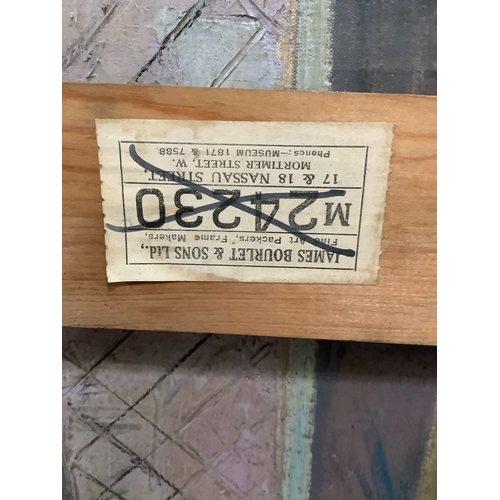 JAMES BOURLET & SONS Ltd.,
Fine Art Packers, Frame Makers,
M24230
17 & 18 NASSAU STREET,
MORTIMER STREET, W.
Phones:—MUSEUM 1871 & 7588.